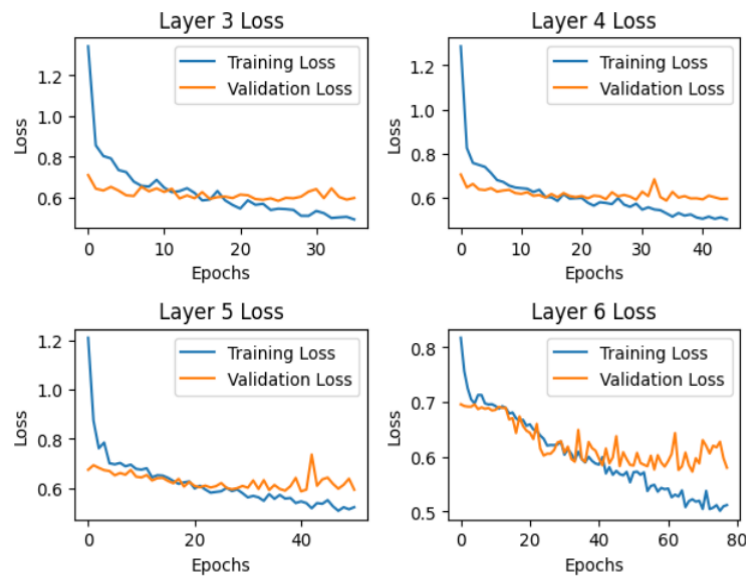 Layer 3 Loss
1.2
1.0
0.8
0.6
Loss
Training Loss
Validation Loss
0
10
20
30
Epochs
Layer 4 Loss
1.2
1.0
0.8
0.6
Loss
Training Loss
Validation Loss
0
20
40
Epochs
Layer 5 Loss
1.2
1.0
0.8
0.6
Loss
Training Loss
Validation Loss
0
20
40
Epochs
Layer 6 Loss
0.8
0.7
0.6
0.5
Loss
Training Loss
Validation Loss
0
20
40
60
80
Epochs